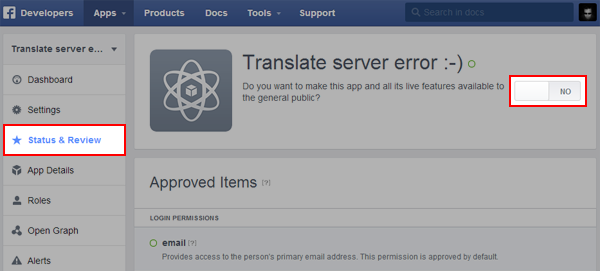 f Developers Apps Products Docs Tools Support Search in docs
Translate server e...
Dashboard
Settings
Status & Review
App Details
Roles
Open Graph
Alerts
Translate server error :-)
Do you want to make this app and all its live features available to
the general public?
NO
Approved Items [?]
LOGIN PERMISSIONS
email [?]
Provides access to the person's primary email address. This permission is approved by default.